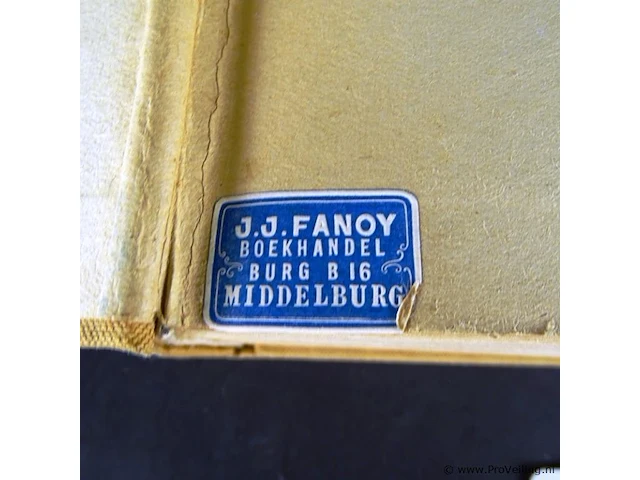 J.J. FANOY
BOEKHANDEL
BURG B 16
MIDDELBURG
© www.ProVeiling.nl